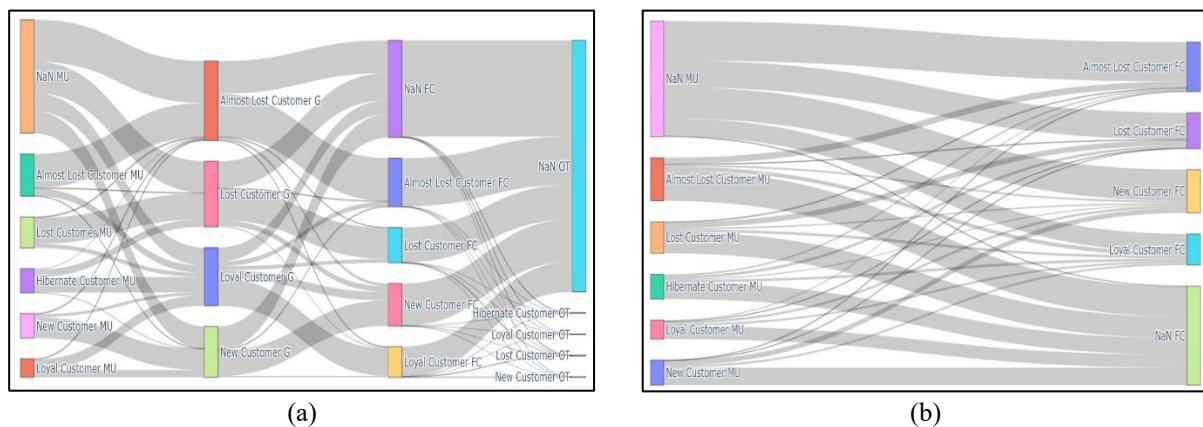 NaN MU
Almost Lost Customer MU
Lost Customer MU
Hibernate Customer MU
New Customer MU
Loyal Customer MU
Almost Lost Customer G
Lost Customer G
Loyal Customer G
New Customer G
NaN FC
Almost Lost Customer FC
Lost Customer FC
New Customer FC
Loyal Customer FC
NaN OT
Hibernate Customer OT
Loyal Customer OT
Lost Customer OT
New Customer OT
(a)
NaN MU
Almost Lost Customer MU
Lost Customer MU
Hibernate Customer MU
Loyal Customer MU
New Customer MU
Almost Lost Customer FC
Lost Customer FC
New Customer FC
Loyal Customer FC
NaN FC
(b)